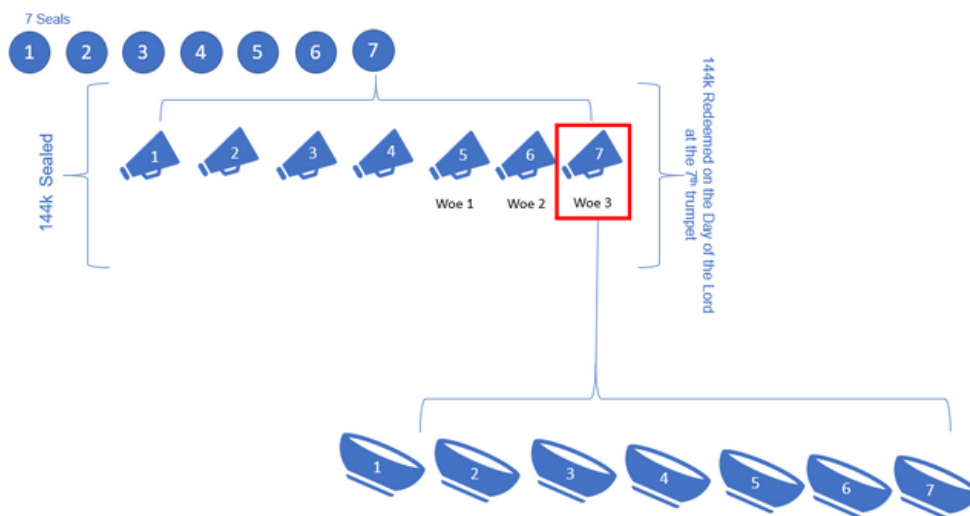 7 Seals
1 2 3 4 5 6 7
144k Sealed
1 2 3 4 5 6 7
Woe 1 Woe 2 Woe 3
144k Redeemed on the Day of the Lord
at the 7th trumpet
1 2 3 4 5 6 7